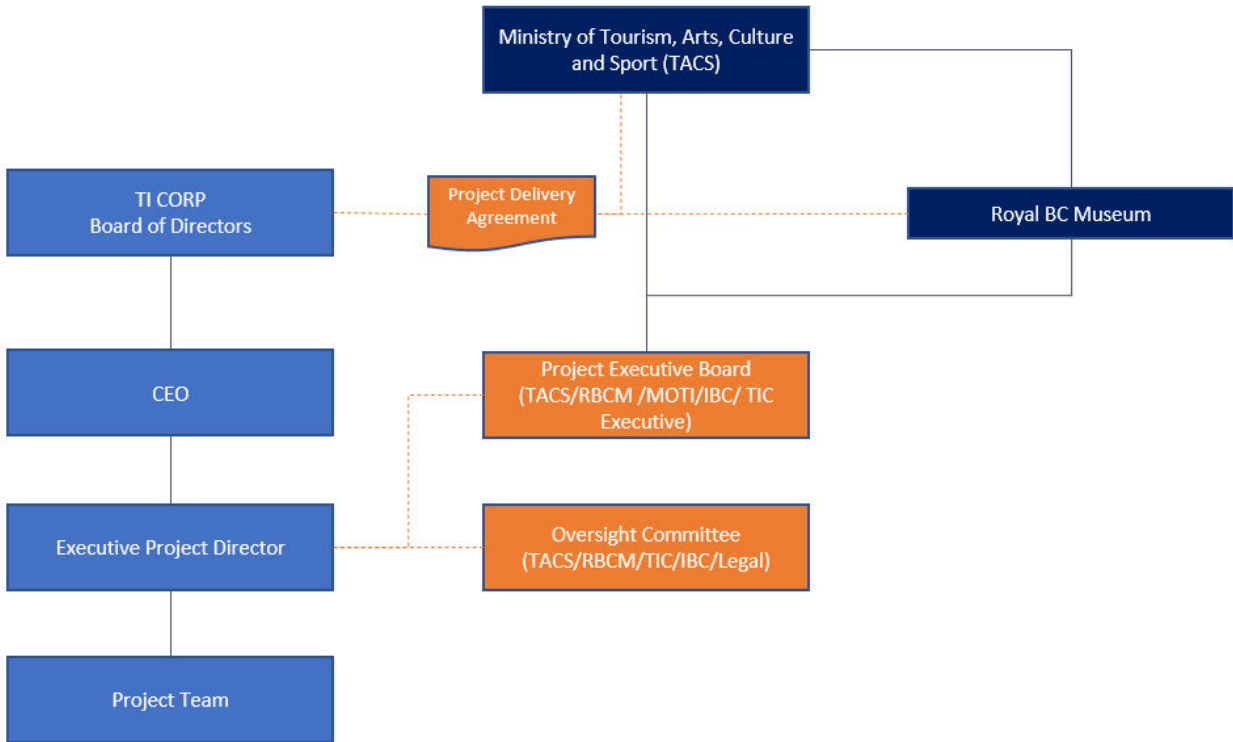 Ministry of Tourism, Arts, Culture
and Sport (TACS)
TI CORP
Board of Directors
Project Delivery
Agreement
Royal BC Museum
CEO
Project Executive Board
(TACS/RBCM /MOTI/IBC/ TIC
Executive)
Executive Project Director
Oversight Committee
(TACS/RBCM/TIC/IBC/Legal)
Project Team